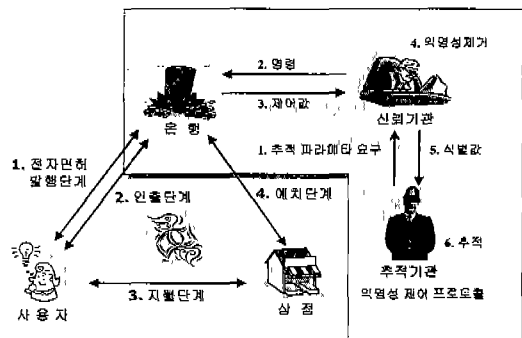 4. 익명성제거
2. 명령
3. 제어값
은 행
신뢰기관
1. 전자면허
발행단계
2. 인출단계
4. 예치단계
1. 추적 파라메타 요구
5. 식별값
6. 추적
추적기관
사 용 자
3. 지불단계
상 점
익명성 제어 프로토콜